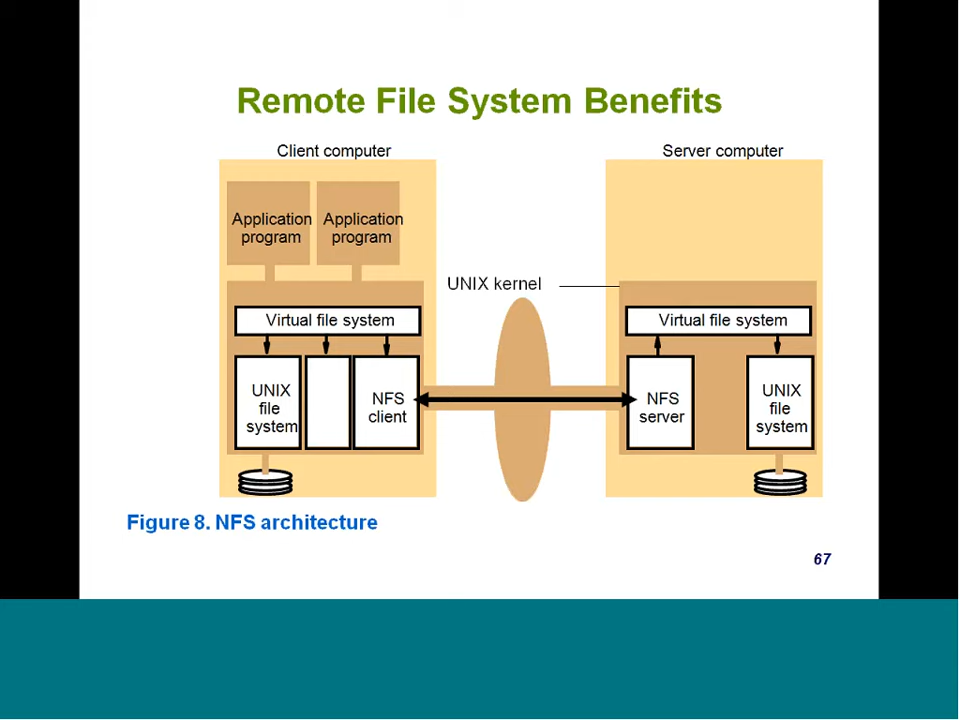 Remote File System Benefits
Client computer
Server computer
Application
program
Application
program
UNIX kernel
Virtual file system
Virtual file system
UNIX
file
system
NFS
client
NFS
server
UNIX
file
system
Figure 8. NFS architecture
67